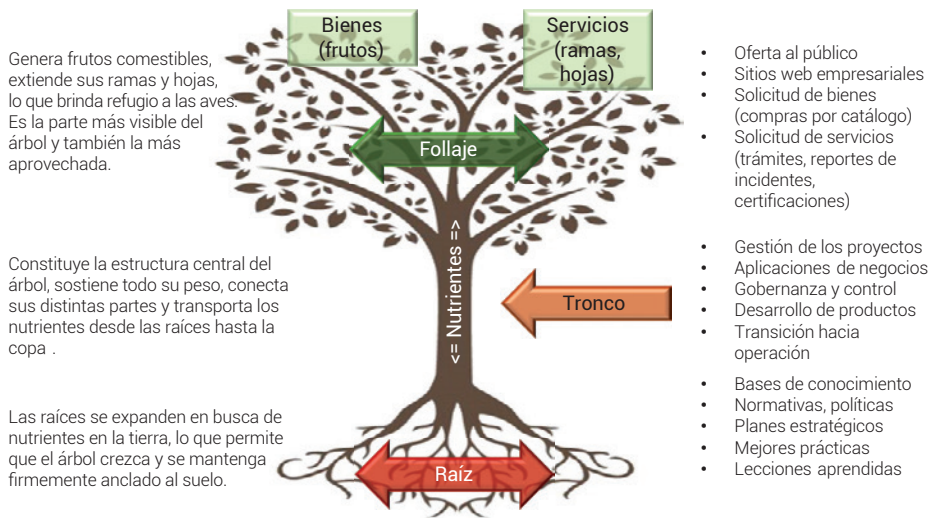 Bienes
(frutos)
Servicios
(ramas,
hojas)
Genera frutos comestibles,
extiende sus ramas y hojas,
lo que brinda refugio a las aves.
Es la parte más visible del
árbol y también la más
aprovechada.
Follaje
• Oferta al público
• Sitios web empresariales
• Solicitud de bienes
(compras por catálogo)
• Solicitud de servicios
(trámites, reportes de
incidentes,
certificaciones)
Constituye la estructura central del
árbol, sostiene todo su peso, conecta
sus distintas partes y transporta los
nutrientes desde las raíces hasta la
copa .
<= Nutrientes =>
Tronco
• Gestión de los proyectos
• Aplicaciones de negocios
• Gobernanza y control
• Desarrollo de productos
• Transición hacia
operación
Las raíces se expanden en busca de
nutrientes en la tierra, lo que permite
que el árbol crezca y se mantenga
firmemente anclado al suelo.
Raíz
• Bases de conocimiento
• Normativas, políticas
• Planes estratégicos
• Mejores prácticas
• Lecciones aprendidas